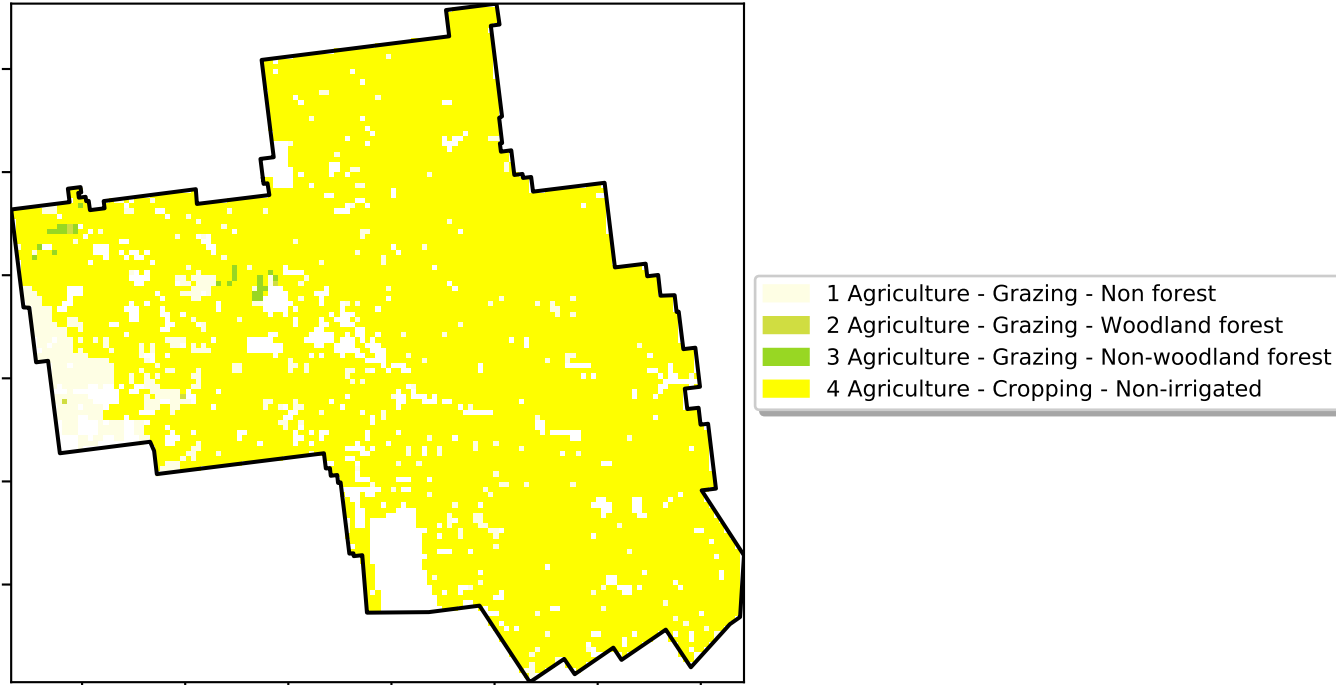 1 Agriculture - Grazing - Non forest
2 Agriculture - Grazing - Woodland forest
3 Agriculture - Grazing - Non-woodland forest
4 Agriculture - Cropping - Non-irrigated